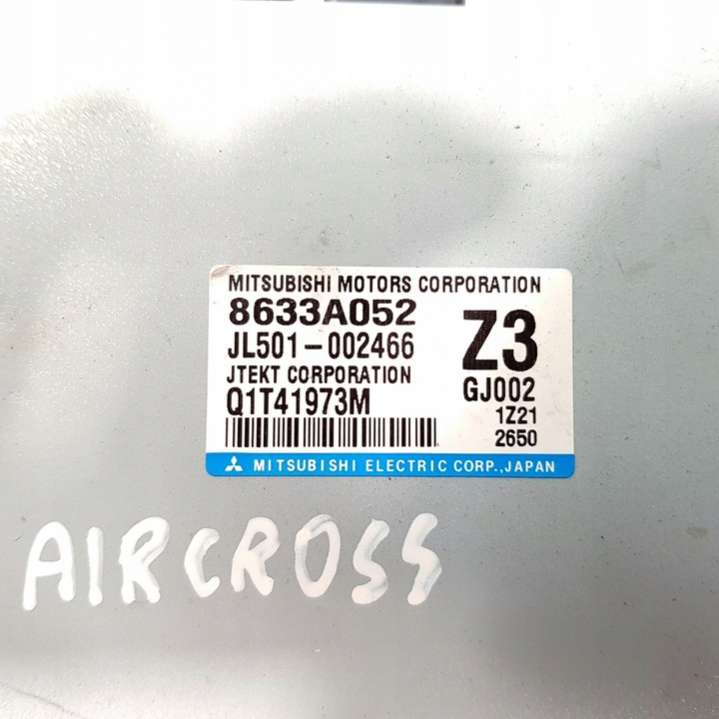 MITSUBISHI MOTORS CORPORATION
8633A052
JL501-002466
JTEKT CORPORATION
Q1T41973M
Z3
GJ002
1Z21
2650
MITSUBISHI ELECTRIC CORP.,JAPAN
AIRCROSS